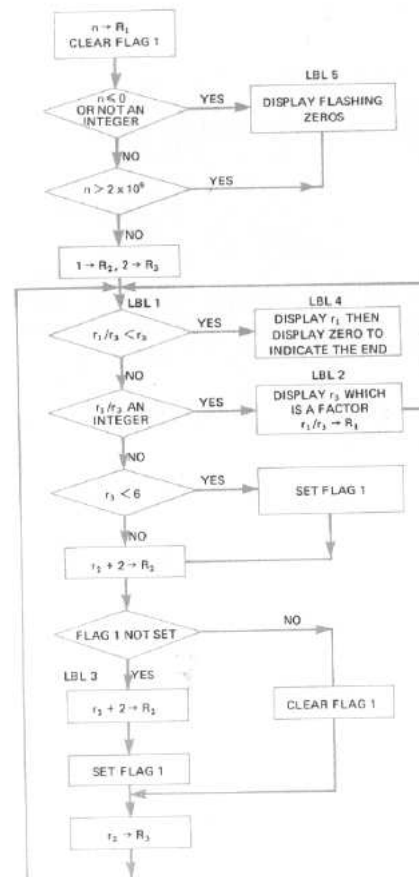 n → R₁
CLEAR FLAG 1
n ≤ 0
OR NOT AN
INTEGER
YES
LBL 5
DISPLAY FLASHING
ZEROS
NO
n > 2 x 10⁶
YES
NO
1 → R₂, 2 → R₃
LBL 1
r₁/r₃ < r₃
YES
LBL 4
DISPLAY r₁ THEN
DISPLAY ZERO TO
INDICATE THE END
NO
r₁/r₃ AN
INTEGER
YES
LBL 2
DISPLAY r₃ WHICH
IS A FACTOR
r₁/r₃ → R₁
NO
r₃ < 6
YES
SET FLAG 1
NO
r₂ + 2 → R₂
FLAG 1 NOT SET
NO
YES
LBL 3
r₂ + 2 → R₂
CLEAR FLAG 1
SET FLAG 1
r₂ → R₃